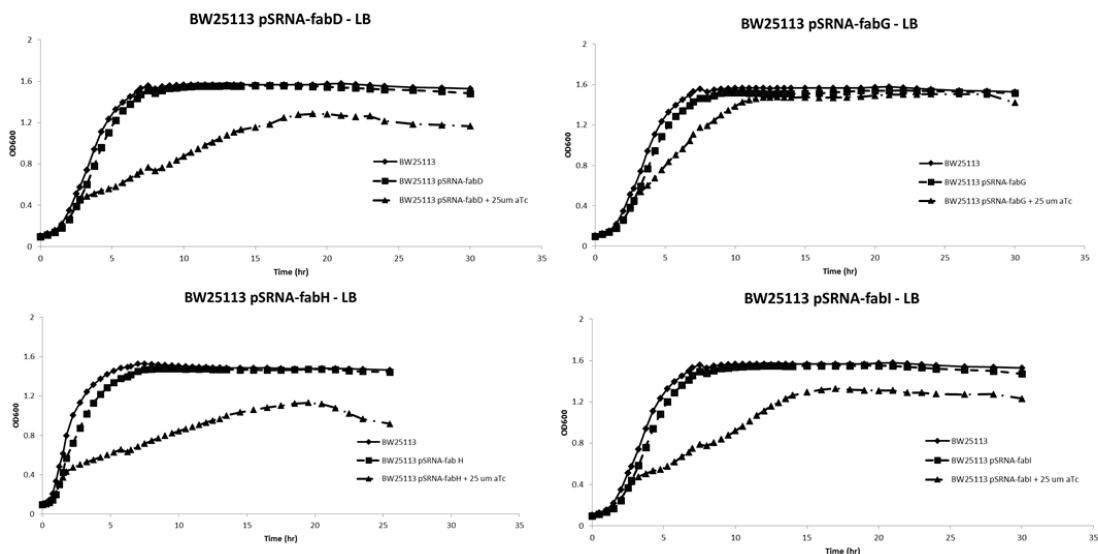 BW25113 pSRNA-fabD - LB
2
1.6
1.2
0.8
0.4
0
OD600
0 5 10 15 20 25 30 35
Time (hr)
BW25113
BW25113 pSRNA-fabD
BW25113 pSRNA-fabD + 25um aTc
BW25113 pSRNA-fabG - LB
2
1.6
1.2
0.8
0.4
0
OD600
0 5 10 15 20 25 30 35
Time (hr)
BW25113
BW25113 pSRNA-fabG
BW25113 pSRNA-fabG + 25 um aTc
BW25113 pSRNA-fabH - LB
2
1.6
1.2
0.8
0.4
0
OD600
0 5 10 15 20 25 30 35
Time (hr)
BW25113
BW25113 pSRNA-fab H
BW25113 pSRNA-fabH + 25 um aTc
BW25113 pSRNA-fabI - LB
2
1.6
1.2
0.8
0.4
0
OD600
0 5 10 15 20 25 30 35
Time (hr)
BW25113
BW25113 pSRNA-fabI
BW25113 pSRNA-fabI + 25 um aTc